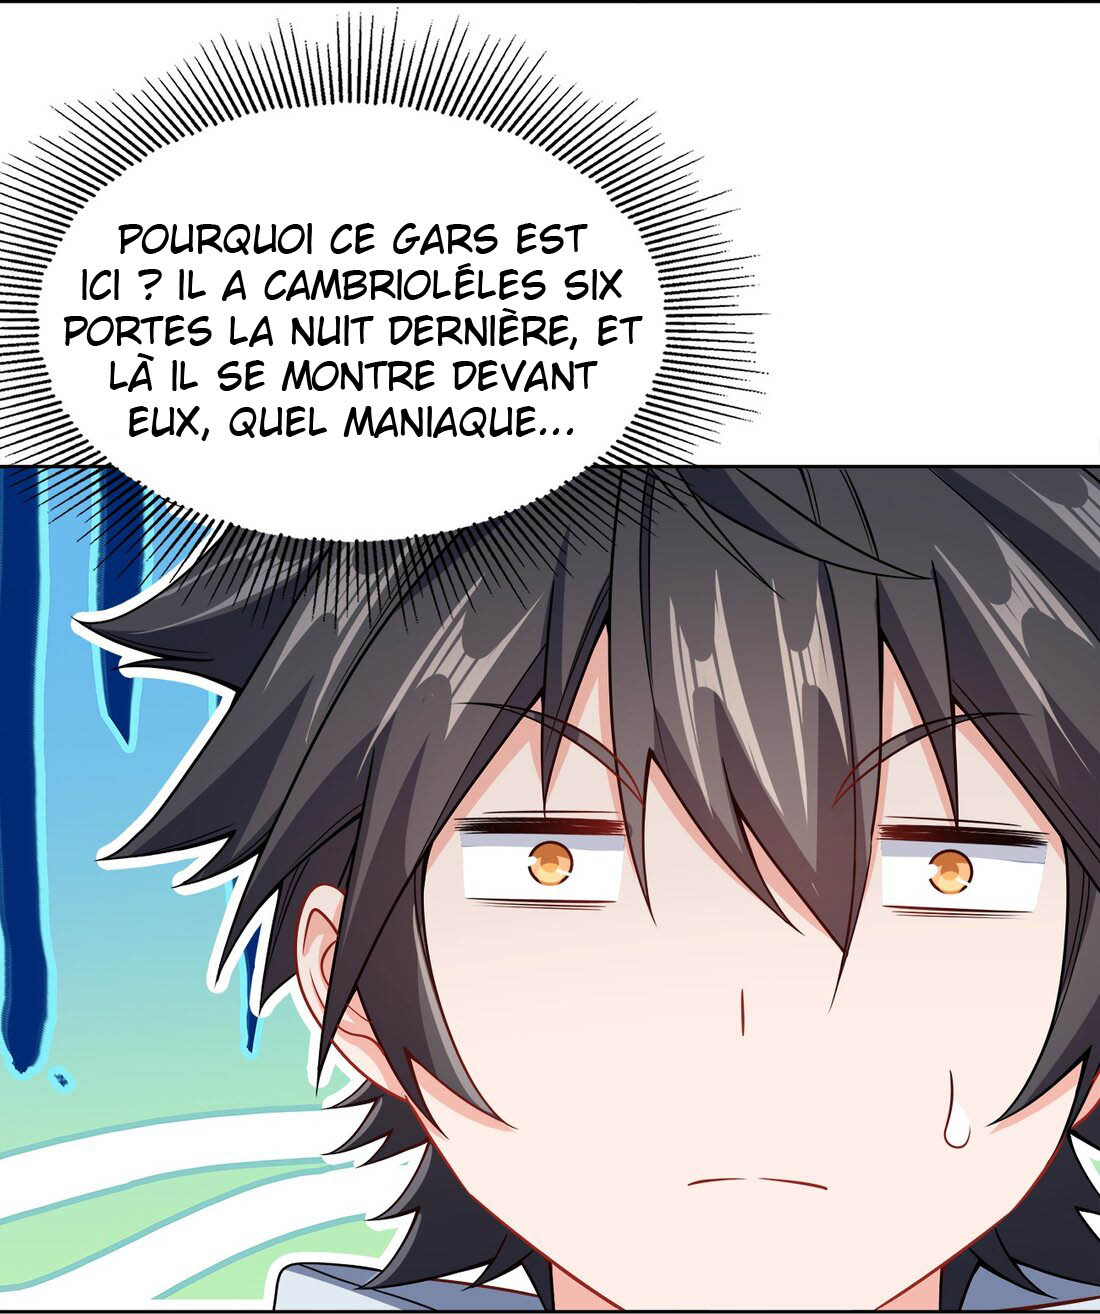 POURQUOI CE GARS EST
ICI ? IL A CAMBRIOLÉLES SIX
PORTES LA NUIT DERNIÈRE, ET
LÀ IL SE MONTRE DEVANT
EUX, QUEL MANIAQUE...